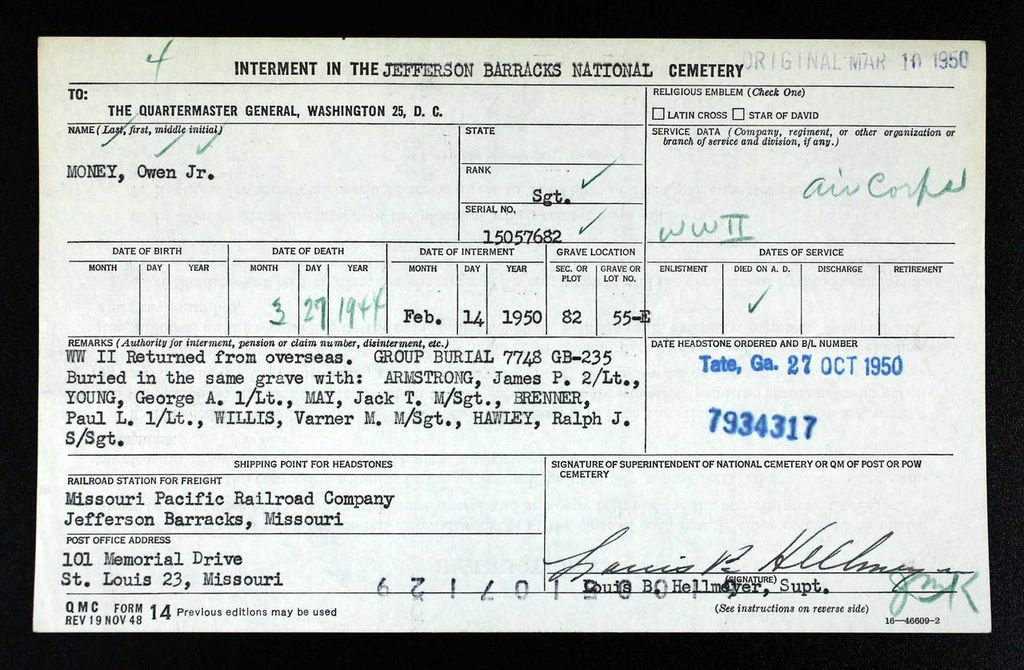 4
INTERMENT IN THE JEFFERSON BARRACKS NATIONAL CEMETERY
ORIGINAL MAR 10 1950
TO:
THE QUARTERMASTER GENERAL, WASHINGTON 25, D. C.
RELIGIOUS EMBLEM (Check One)
LATIN CROSS STAR OF DAVID
NAME (Last, first, middle initial)
MONEY, Owen Jr.
STATE
RANK
Sgt.
SERIAL NO.
15057682
SERVICE DATA (Company, regiment, or other organization or
branch of service and division, if any.)
Air Corps
WW II
DATE OF BIRTH
MONTH DAY YEAR
DATE OF DEATH
MONTH DAY YEAR
3 27 1944
DATE OF INTERMENT
MONTH DAY YEAR
Feb. 14 1950
GRAVE LOCATION
SEC. OR PLOT
GRAVE OR LOT NO.
82 55-E
DATES OF SERVICE
ENLISTMENT DIED ON A. D. DISCHARGE RETIREMENT
REMARKS (Authority for interment, pension or claim number, disinterment, etc.)
WW II Returned from overseas. GROUP BURIAL 7748 GB-235
Buried in the same grave with: ARMSTRONG, James P. 2/Lt.,
YOUNG, George A. 1/Lt., MAY, Jack T. M/Sgt., BRENNER,
Paul L. 1/Lt., WILLIS, Varner M. M/Sgt., HAWLEY, Ralph J.
S/Sgt.
DATE HEADSTONE ORDERED AND B/L NUMBER
Tate, Ga. 27 OCT 1950
7934317
SHIPPING POINT FOR HEADSTONES
RAILROAD STATION FOR FREIGHT
Missouri Pacific Railroad Company
Jefferson Barracks, Missouri
POST OFFICE ADDRESS
101 Memorial Drive
St. Louis 23, Missouri
SIGNATURE OF SUPERINTENDENT OF NATIONAL CEMETERY OR QM OF POST OR POW
CEMETERY
Louis B. Hellmeyer
(SIGNATURE)
Louis B. Hellmeyer, Supt.
(See instructions on reverse side)
QMC FORM 14 Previous editions may be used
REV 19 NOV 48
16—46609-2